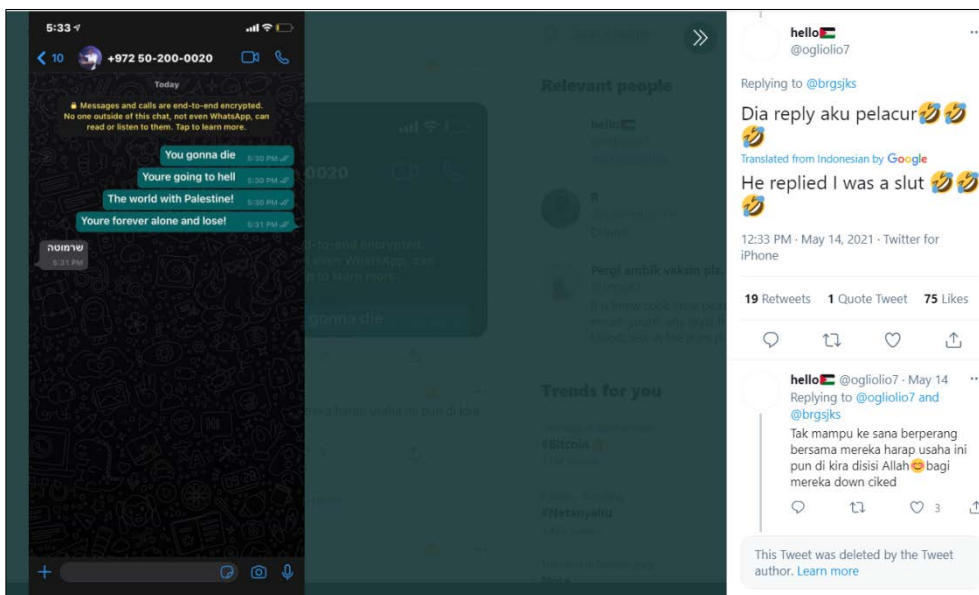 5:33
10
+972 50-200-0020
Today
Messages and calls are end-to-end encrypted.
No one outside of this chat, not even WhatsApp, can
read or listen to them. Tap to learn more.
You gonna die 5:30 PM
Youre going to hell 5:30 PM
The world with Palestine! 5:30 PM
Youre forever alone and lose! 5:31 PM
שרמוטה
5:31 PM
Relevant people
gonna die
Trends for you
#Bitcoin
#Netanyahu
hello🇵🇸
@ogliolio7
Replying to @brgsjks
Dia reply aku pelacur🤣🤣
🤣
Translated from Indonesian by Google
He replied I was a slut 🤣🤣
🤣
12:33 PM · May 14, 2021 · Twitter for
iPhone
19 Retweets 1 Quote Tweet 75 Likes
hello🇵🇸 @ogliolio7 · May 14
Replying to @ogliolio7 and
@brgsjks
Tak mampu ke sana berperang
bersama mereka harap usaha ini
pun di kira disisi Allah😊bagi
mereka down ciked
3
This Tweet was deleted by the Tweet
author. Learn more